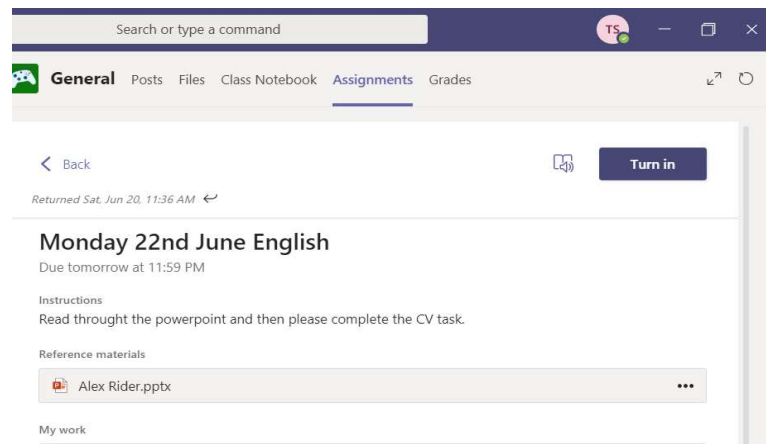 Search or type a command
TS
General Posts Files Class Notebook Assignments Grades
Back
Turn in
Returned Sat, Jun 20, 11:36 AM
Monday 22nd June English
Due tomorrow at 11:59 PM
Instructions
Read throught the powerpoint and then please complete the CV task.
Reference materials
Alex Rider.pptx
My work